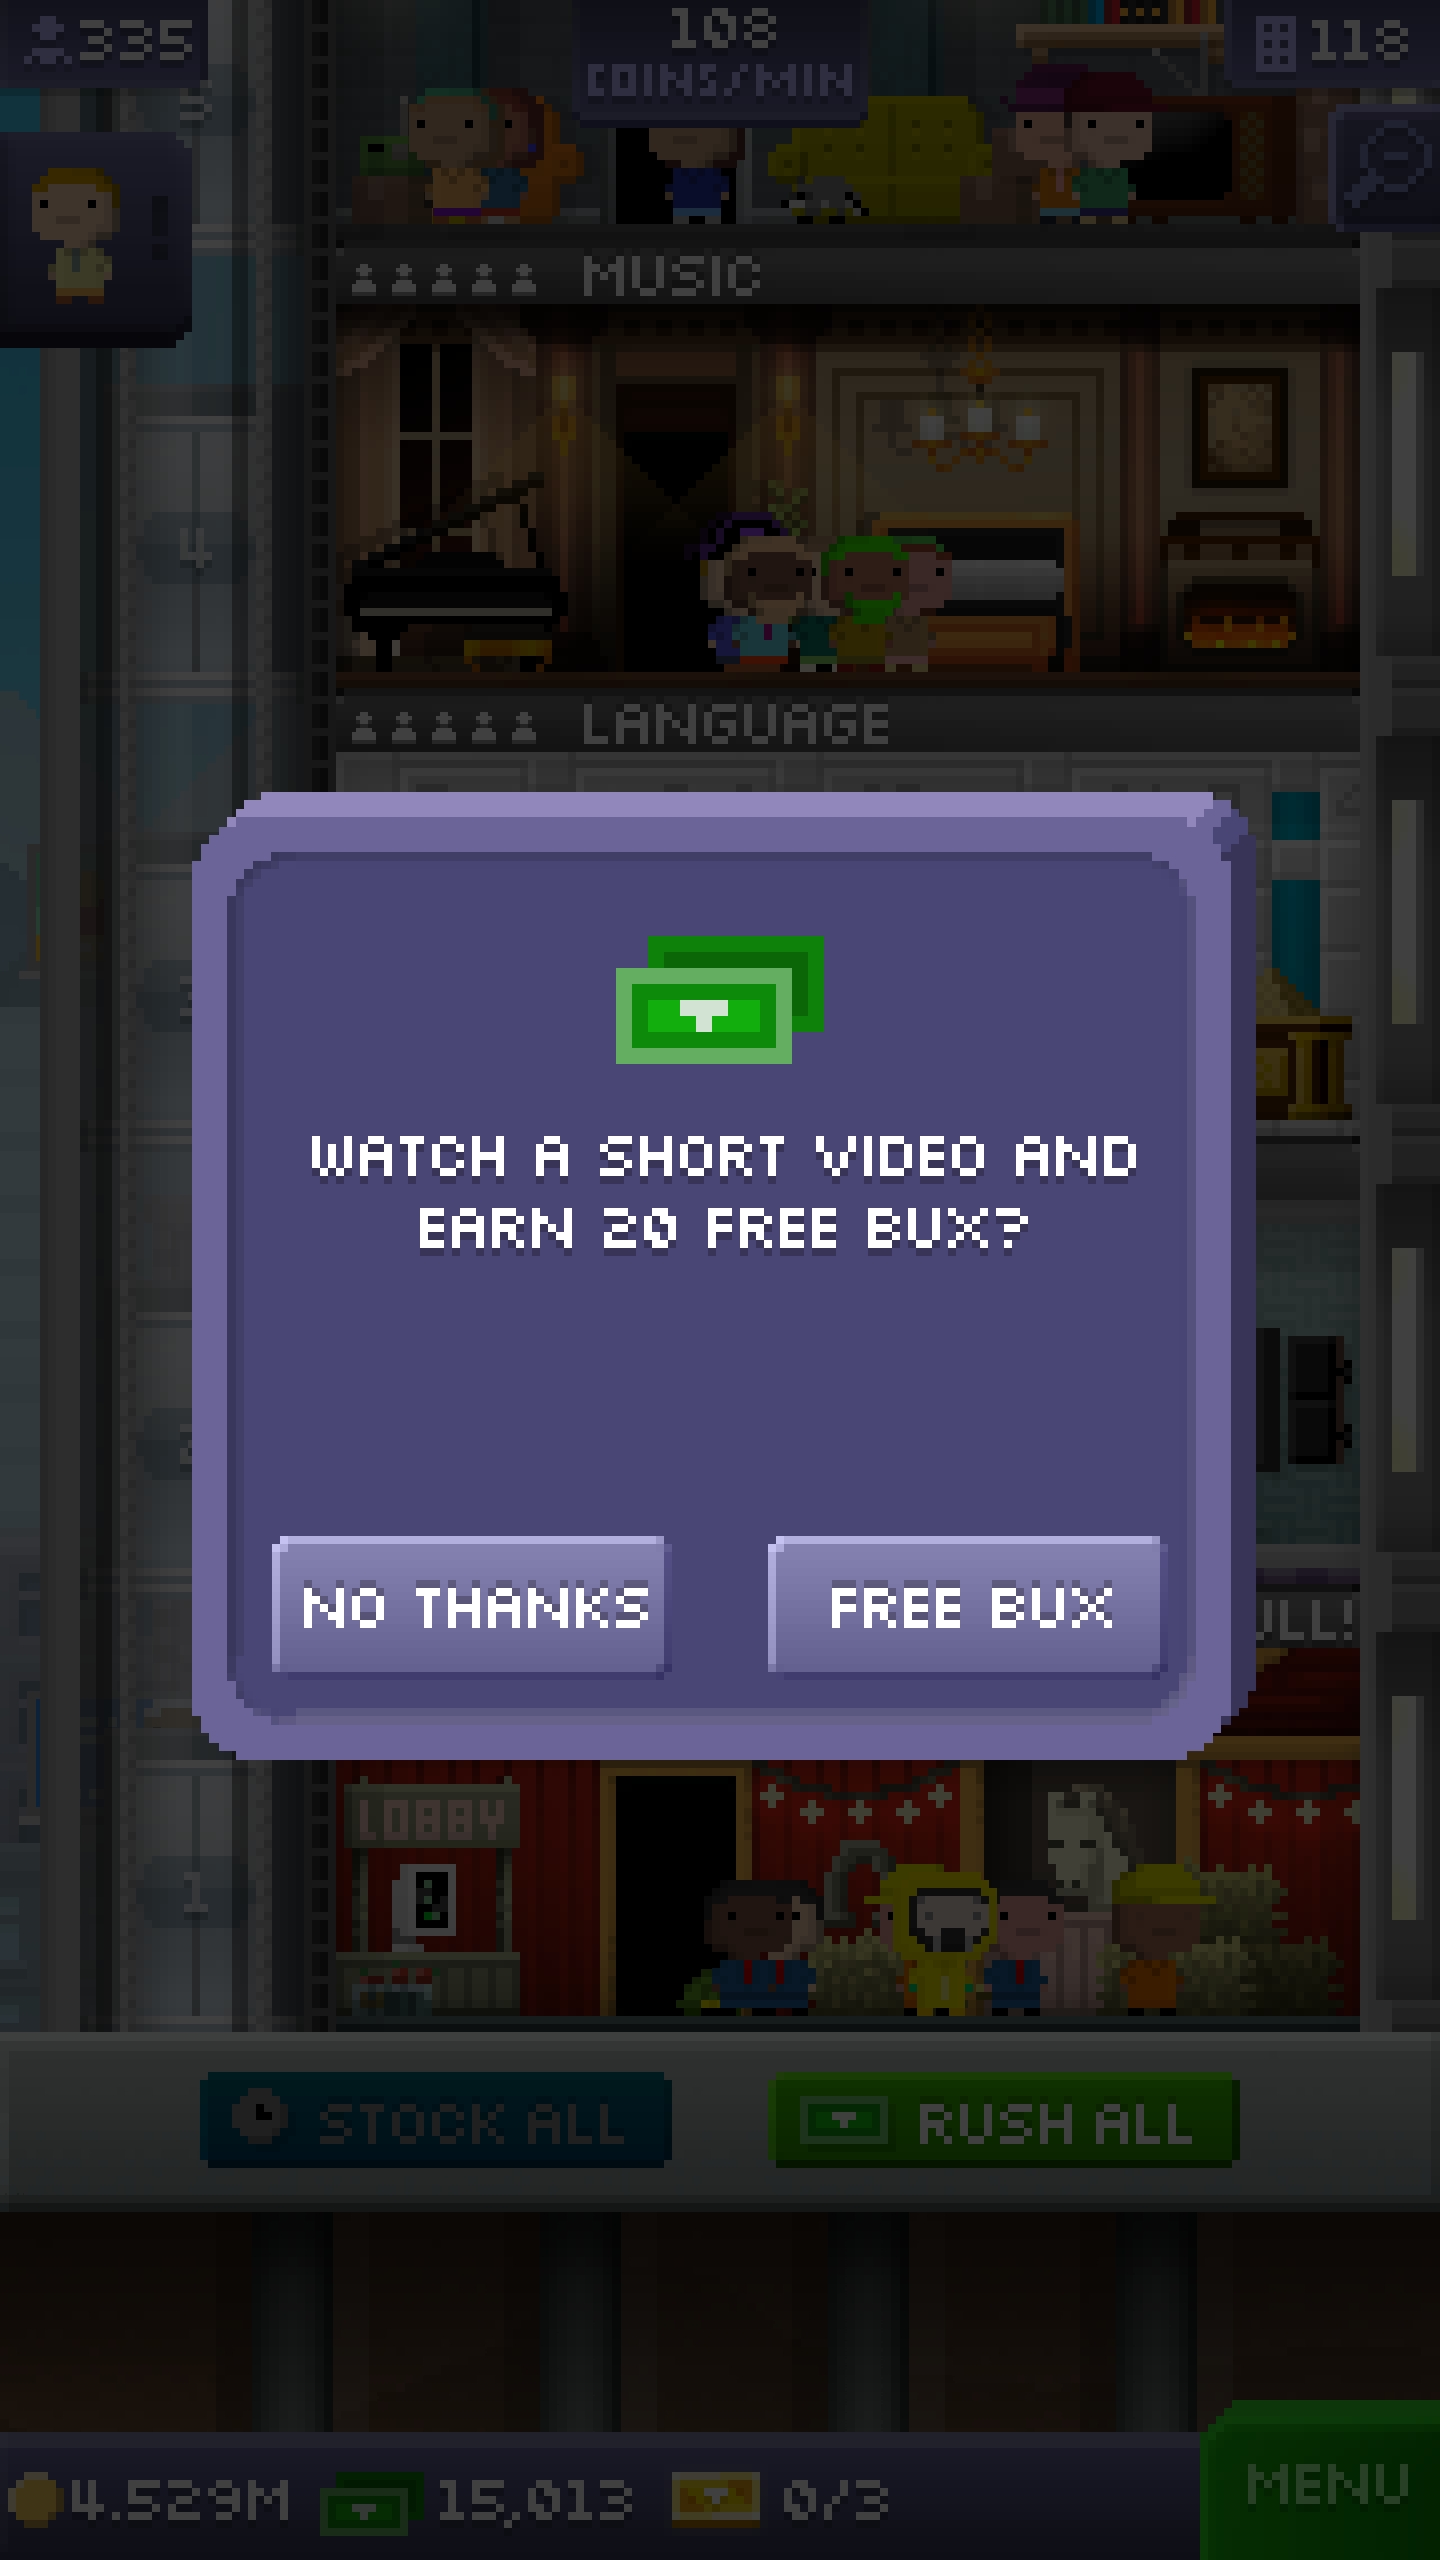 335
108
COINS/MIN
118
5
MUSIC
4
LANGUAGE
WATCH A SHORT VIDEO AND
EARN 20 FREE BUX?
NO THANKS
FREE BUX
LOBBY
1
STOCK ALL
RUSH ALL
4.529M
15,013
0/3
MENU